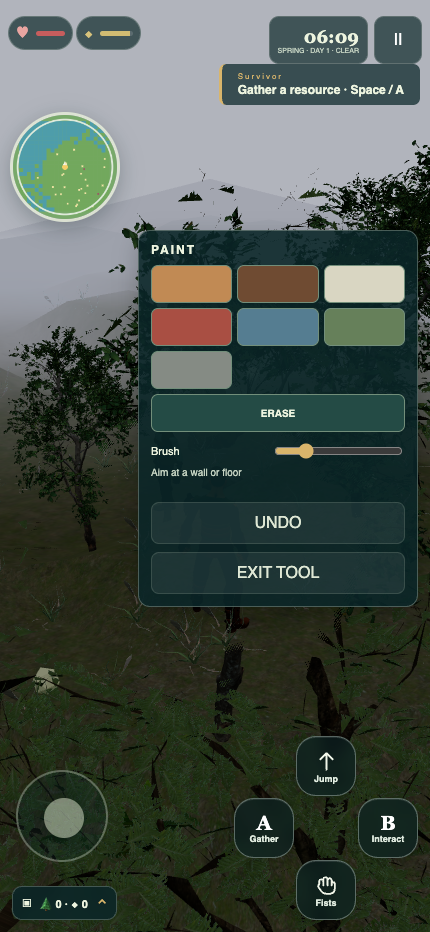 06:09
SPRING · DAY 1 · CLEAR
Survivor
Gather a resource · Space / A
PAINT
ERASE
Brush
Aim at a wall or floor
UNDO
EXIT TOOL
Jump
A
Gather
B
Interact
Fists
0 · ◆ 0